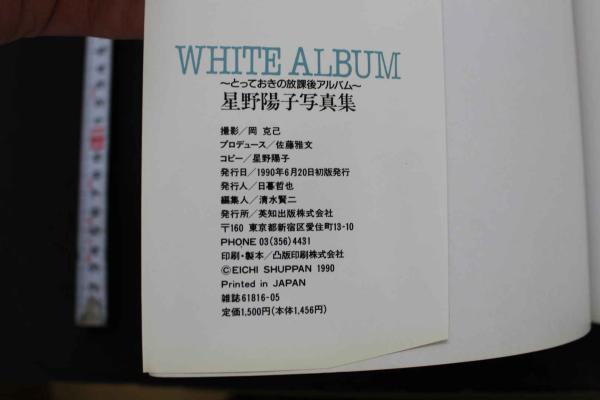 WHITE ALBUM
～とっておきの放課後アルバム～
星野陽子写真集
撮影／岡 克己
プロデュース／佐藤雅文
コピー／星野陽子
発行日／1990年6月20日初版発行
発行人／日暮哲也
編集人／清水賢二
発行所／英知出版株式会社
〒160 東京都新宿区愛住町13-10
PHONE 03(356)4431
印刷・製本／凸版印刷株式会社
©EICHI SHUPPAN 1990
Printed in JAPAN
雑誌61816-05
定価1,500円(本体1,456円)